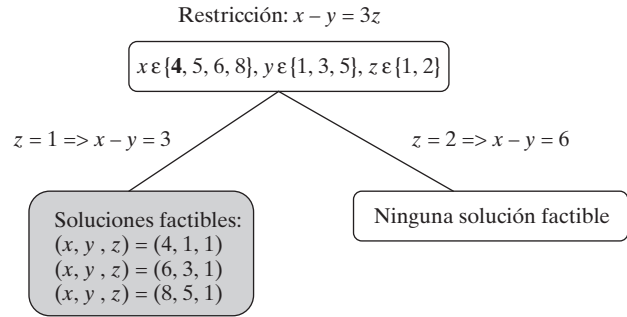 Restricción: x – y = 3z
x ε {4, 5, 6, 8}, y ε {1, 3, 5}, z ε {1, 2}
z = 1 => x – y = 3
z = 2 => x – y = 6
Soluciones factibles:
(x, y , z) = (4, 1, 1)
(x, y , z) = (6, 3, 1)
(x, y , z) = (8, 5, 1)
Ninguna solución factible